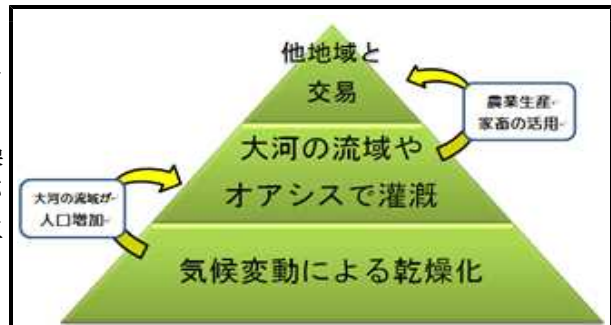 他地域と
交易
農業生産
家畜の活用
大河の流域や
オアシスで灌漑
大河の流域が
人口増加
気候変動による乾燥化